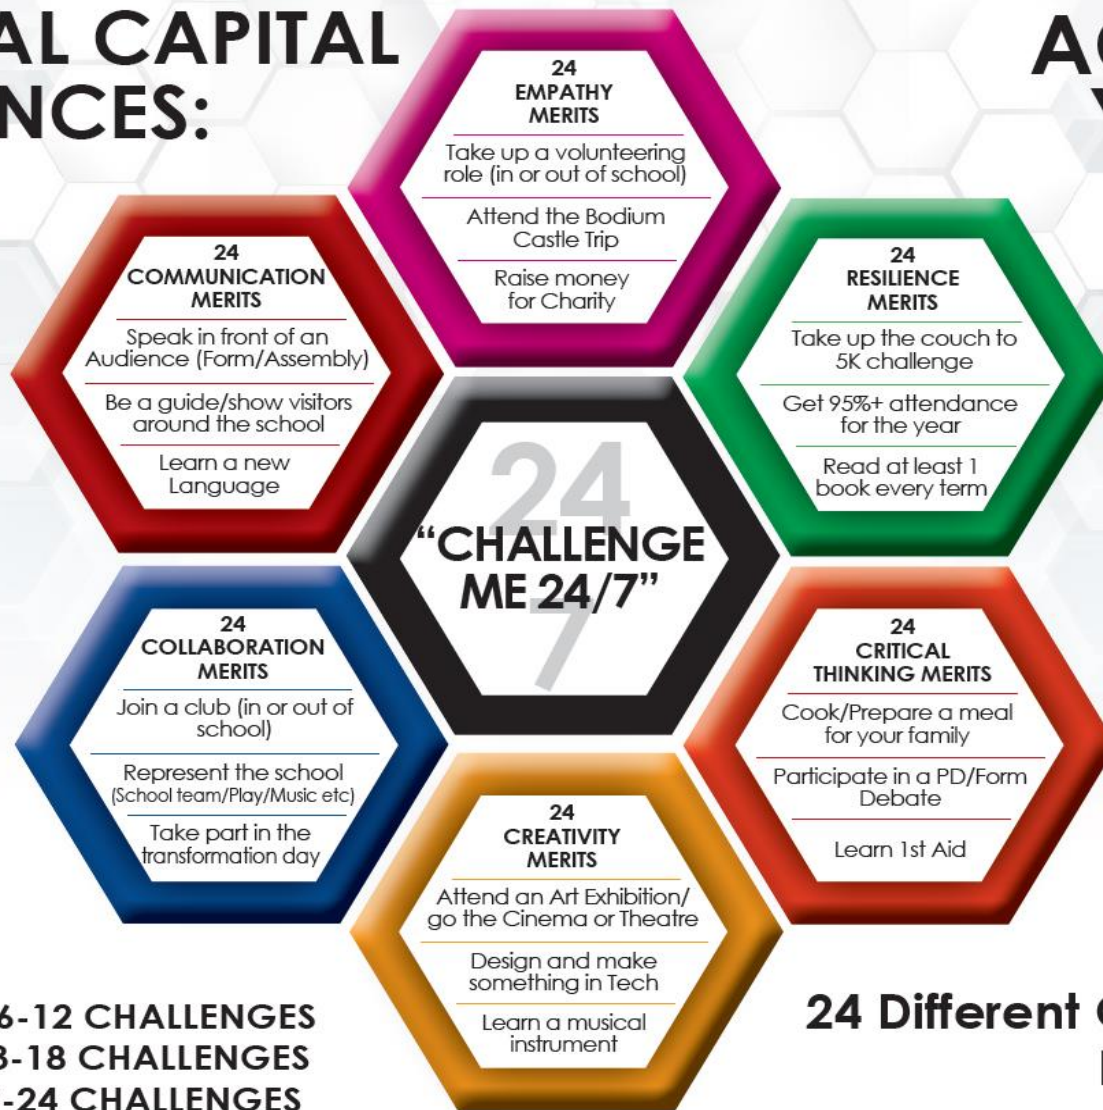 AL CAPITAL
NCES:
24
EMPATHY
MERITS
Take up a volunteering
role (in or out of school)
Attend the Bodium
Castle Trip
Raise money
for Charity
24
COMMUNICATION
MERITS
Speak in front of an
Audience (Form/Assembly)
Be a guide/show visitors
around the school
Learn a new
Language
24
RESILIENCE
MERITS
Take up the couch to
5K challenge
Get 95%+ attendance
for the year
Read at least 1
book every term
24
"CHALLENGE
ME 24/7"
7
24
COLLABORATION
MERITS
Join a club (in or out of
school)
Represent the school
(School team/Play/Music etc)
Take part in the
transformation day
24
CRITICAL
THINKING MERITS
Cook/Prepare a meal
for your family
Participate in a PD/Form
Debate
Learn 1st Aid
24
CREATIVITY
MERITS
Attend an Art Exhibition/
go the Cinema or Theatre
Design and make
something in Tech
Learn a musical
instrument
6-12 CHALLENGES
-18 CHALLENGES
-24 CHALLENGES
24 Different